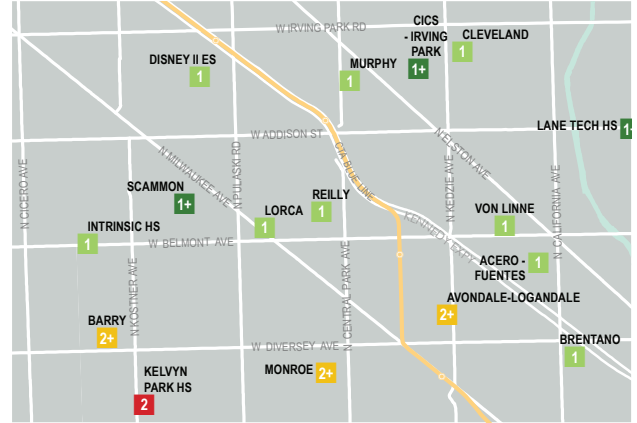 W IRVING PARK RD
CICS
- IRVING
PARK
1+
CLEVELAND
1
DISNEY II ES
1
MURPHY
1
LANE TECH HS
1+
W ADDISON ST
N ELSTON AVE
N MILWAUKEE AVE
N PULASKI RD
CTA BLUE LINE
N CICERO AVE
N KEDZIE AVE
N CALIFORNIA AVE
SCAMMON
1+
LORCA
1
REILLY
1
VON LINNE
1
KENNEDY EXPY
INTRINSIC HS
1
W BELMONT AVE
ACERO -
FUENTES
1
N KOSTNER AVE
N CENTRAL PARK AVE
AVONDALE-LOGANDALE
2+
BARRY
2+
W DIVERSEY AVE
BRENTANO
1
KELVYN
PARK HS
2
MONROE
2+